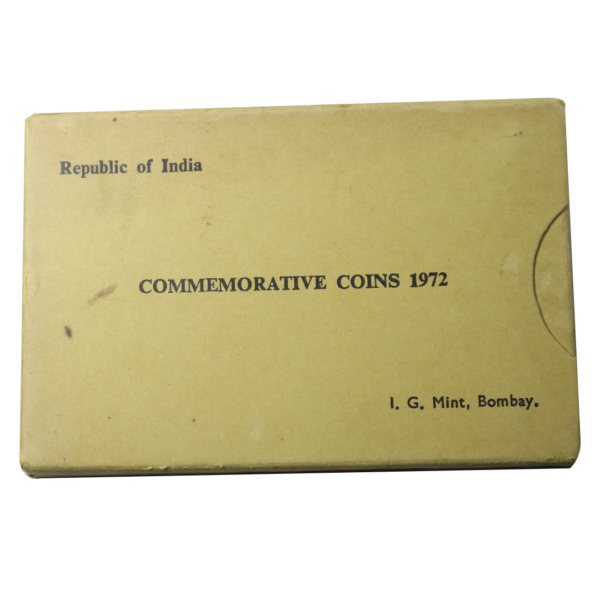 Republic of India
COMMEMORATIVE COINS 1972
I. G. Mint, Bombay.